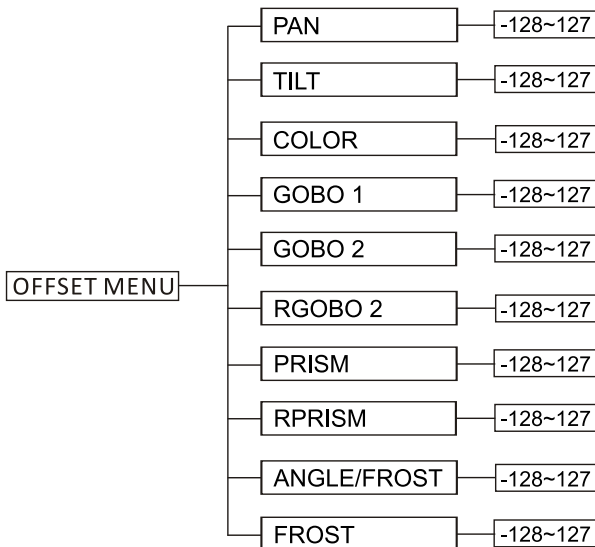 PAN -128~127
TILT -128~127
COLOR -128~127
GOBO 1 -128~127
GOBO 2 -128~127
OFFSET MENU
RGOBO 2 -128~127
PRISM -128~127
RPRISM -128~127
ANGLE/FROST -128~127
FROST -128~127